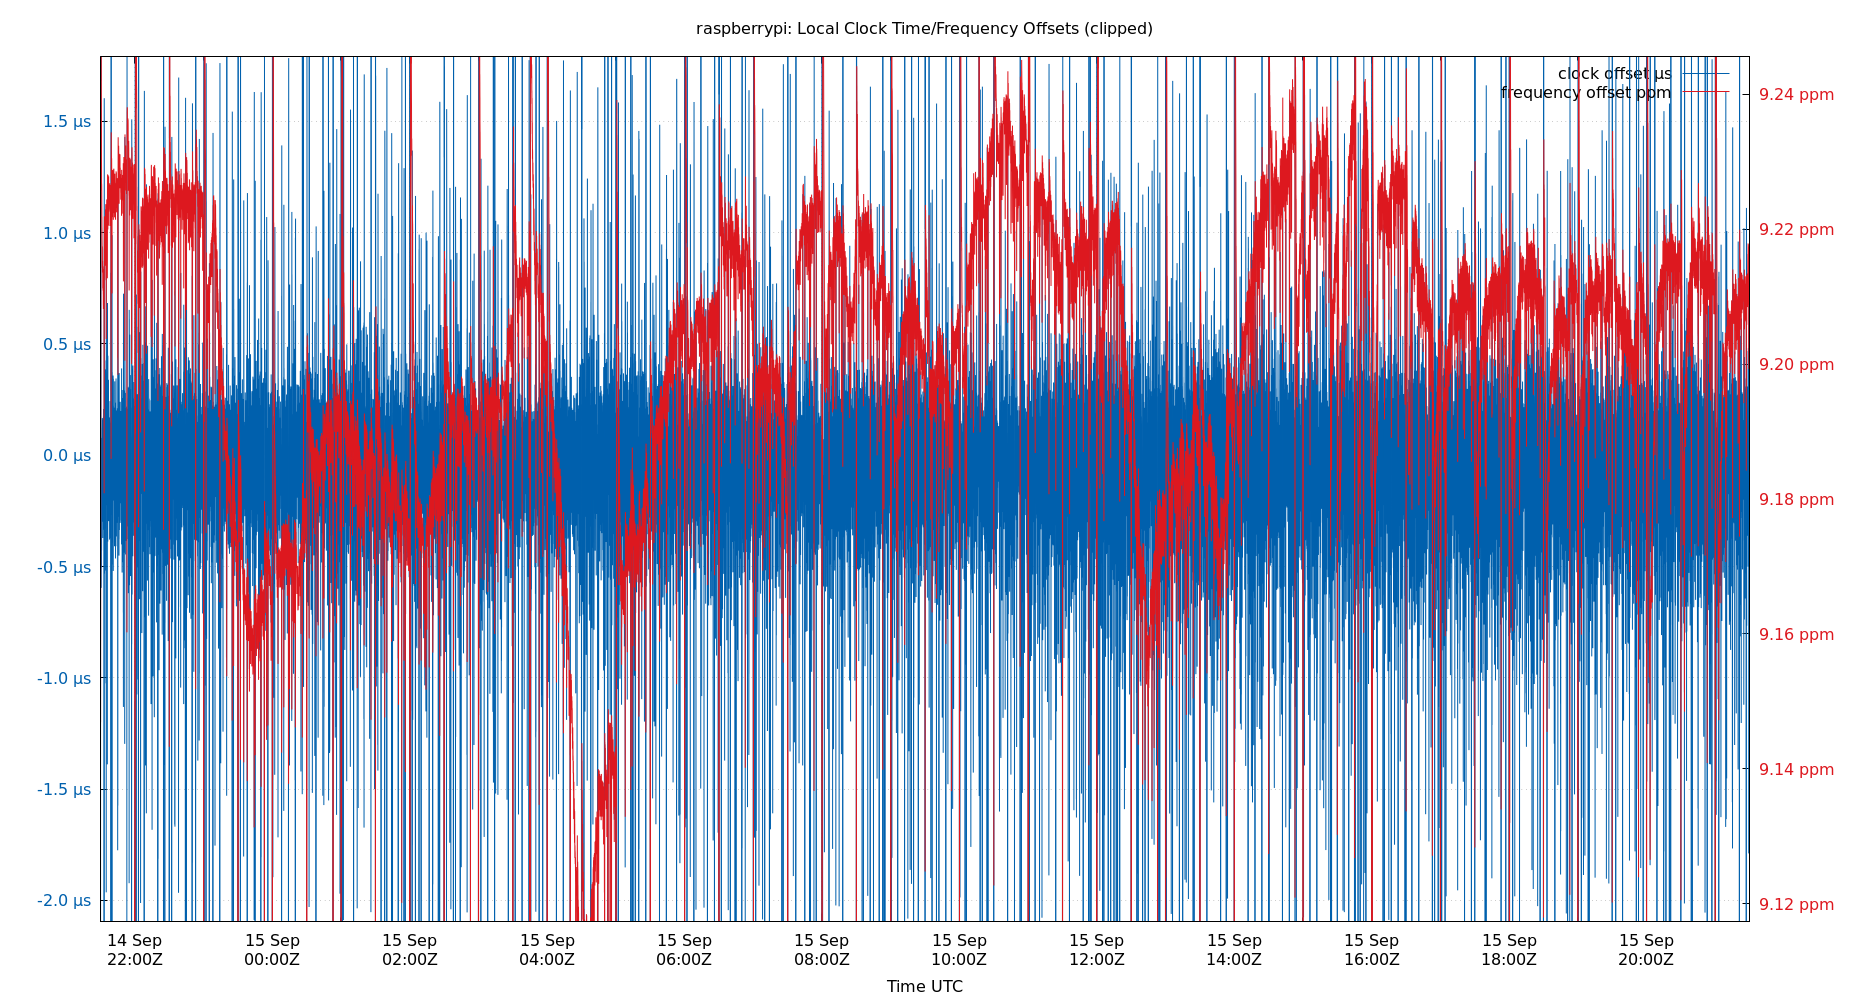 raspberrypi: Local Clock Time/Frequency Offsets (clipped)
clock offset µs
frequency offset ppm
1.5 µs
1.0 µs
0.5 µs
0.0 µs
-0.5 µs
-1.0 µs
-1.5 µs
-2.0 µs
9.24 ppm
9.22 ppm
9.20 ppm
9.18 ppm
9.16 ppm
9.14 ppm
9.12 ppm
14 Sep 15 Sep 15 Sep 15 Sep 15 Sep 15 Sep 15 Sep 15 Sep 15 Sep 15 Sep 15 Sep 15 Sep
22:00Z 00:00Z 02:00Z 04:00Z 06:00Z 08:00Z 10:00Z 12:00Z 14:00Z 16:00Z 18:00Z 20:00Z
Time UTC